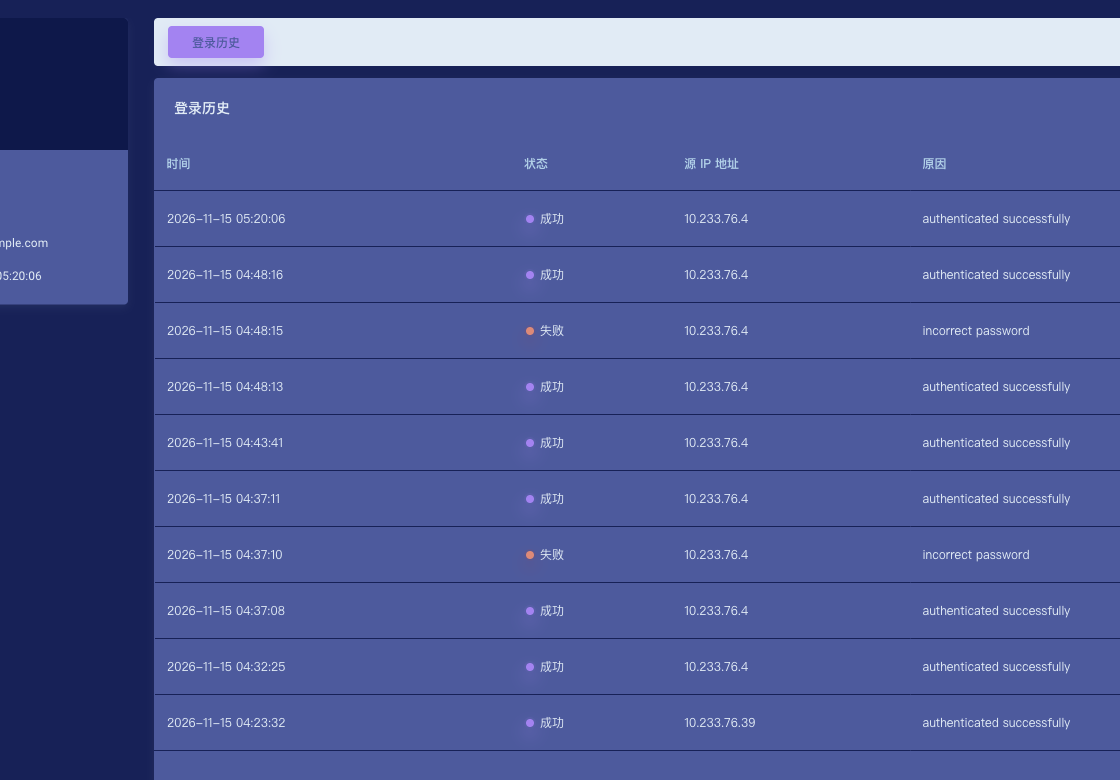 mple.com
05:20:06
登录历史
登录历史
时间 状态 源 IP 地址 原因
2026-11-15 05:20:06 成功 10.233.76.4 authenticated successfully
2026-11-15 04:48:16 成功 10.233.76.4 authenticated successfully
2026-11-15 04:48:15 失败 10.233.76.4 incorrect password
2026-11-15 04:48:13 成功 10.233.76.4 authenticated successfully
2026-11-15 04:43:41 成功 10.233.76.4 authenticated successfully
2026-11-15 04:37:11 成功 10.233.76.4 authenticated successfully
2026-11-15 04:37:10 失败 10.233.76.4 incorrect password
2026-11-15 04:37:08 成功 10.233.76.4 authenticated successfully
2026-11-15 04:32:25 成功 10.233.76.4 authenticated successfully
2026-11-15 04:23:32 成功 10.233.76.39 authenticated successfully